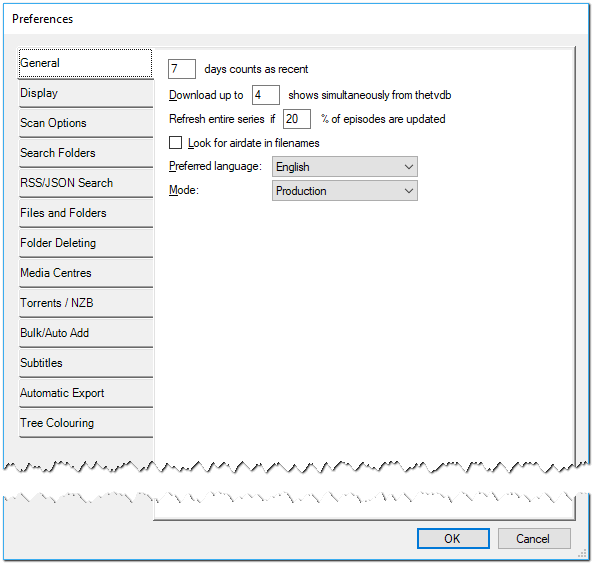 Preferences
General
Display
Scan Options
Search Folders
RSS/JSON Search
Files and Folders
Folder Deleting
Media Centres
Torrents / NZB
Bulk/Auto Add
Subtitles
Automatic Export
Tree Colouring
7 days counts as recent
Download up to 4 shows simultaneously from thetvdb
Refresh entire series if 20 % of episodes are updated
Look for airdate in filenames
Preferred language: English
Mode: Production
OK Cancel